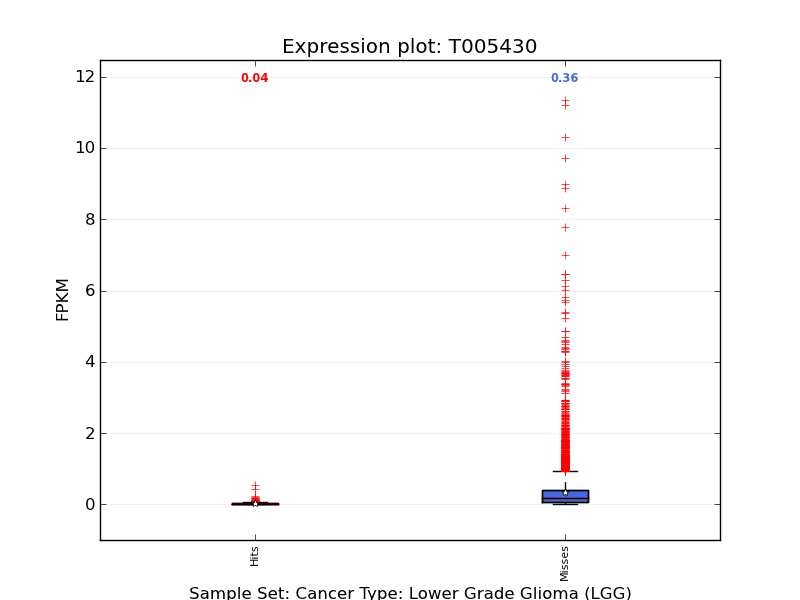 Expression plot: T005430
0.04
0.36
12
10
8
6
4
2
0
FPKM
Hits
Misses
Sample Set: Cancer Type: Lower Grade Glioma (LGG)